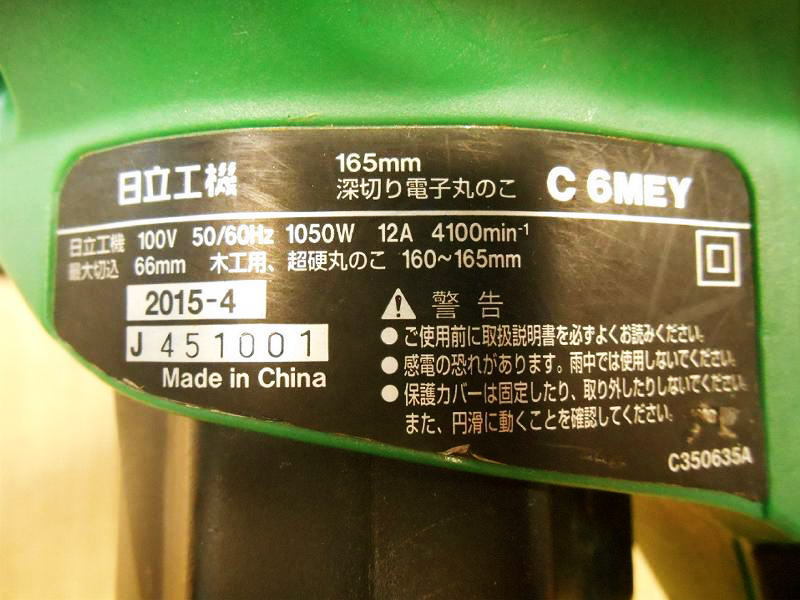 日立工機 165mm 深切り電子丸のこ C 6MEY
日立工機 100V 50/60Hz 1050W 12A 4100min⁻¹
最大切込 66mm 木工用、超硬丸のこ 160~165mm
2015-4
J 451001
Made in China
警告
●ご使用前に取扱説明書を必ずよくお読みください。
●感電の恐れがあります。雨中では使用しないでください。
●保護カバーは固定したり、取り外したりしないでください。
また、円滑に動くことを確認してください。
C350635A